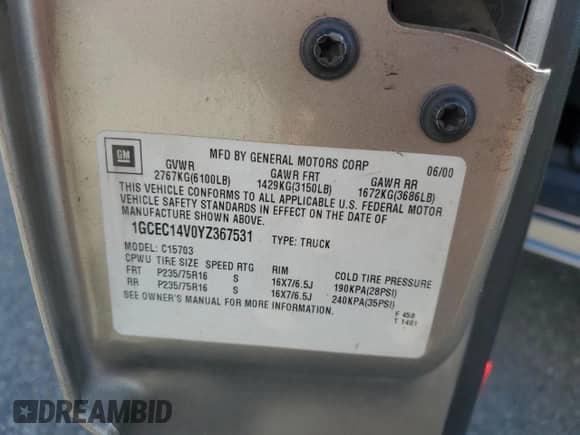 GM
MFD BY GENERAL MOTORS CORP 06/00
GVWR GAWR FRT GAWR RR
2767KG(6100LB) 1429KG(3150LB) 1672KG(3686LB)
THIS VEHICLE CONFORMS TO ALL APPLICABLE U.S. FEDERAL MOTOR
VEHICLE SAFETY STANDARDS IN EFFECT ON THE DATE OF
MANUFACTURE SHOWN ABOVE.
1GCEC14V0YZ367531 TYPE: TRUCK
MODEL: C15703
CPWU TIRE SIZE SPEED RTG RIM COLD TIRE PRESSURE
FRT P235/75R16 S 16X7/6.5J 190KPA(28PSI)
RR P235/75R16 S 16X7/6.5J 240KPA(35PSI)
SEE OWNER'S MANUAL FOR MORE INFORMATION.
F 458
T 1401
DREAMBID